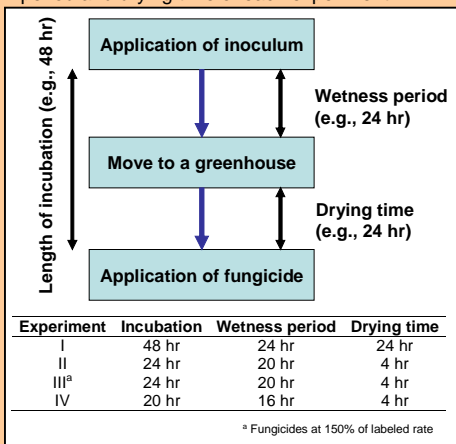 Application of inoculum
Length of incubation (e.g., 48 hr)
Wetness period
(e.g., 24 hr)
Move to a greenhouse
Drying time
(e.g., 24 hr)
Application of fungicide
Experiment Incubation Wetness period Drying time
I 48 hr 24 hr 24 hr
II 24 hr 20 hr 4 hr
IIIᵃ 24 hr 20 hr 4 hr
IV 20 hr 16 hr 4 hr
ᵃ Fungicides at 150% of labeled rate